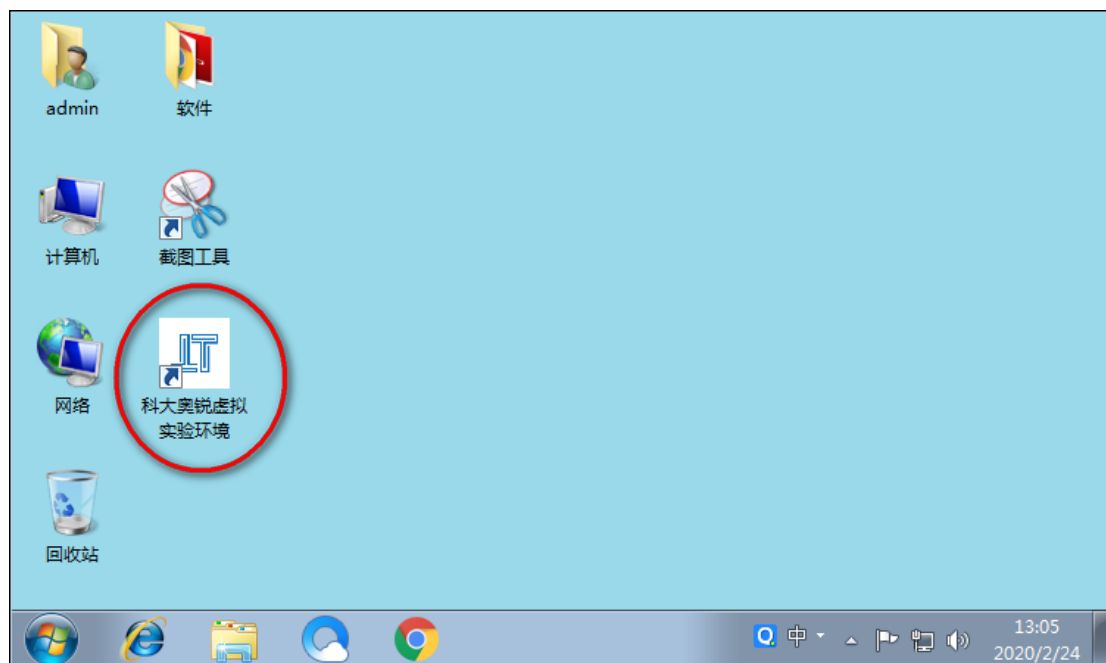 admin
软件
计算机
截图工具
网络
科大奥锐虚拟
实验环境
回收站
中
13:05
2020/2/24